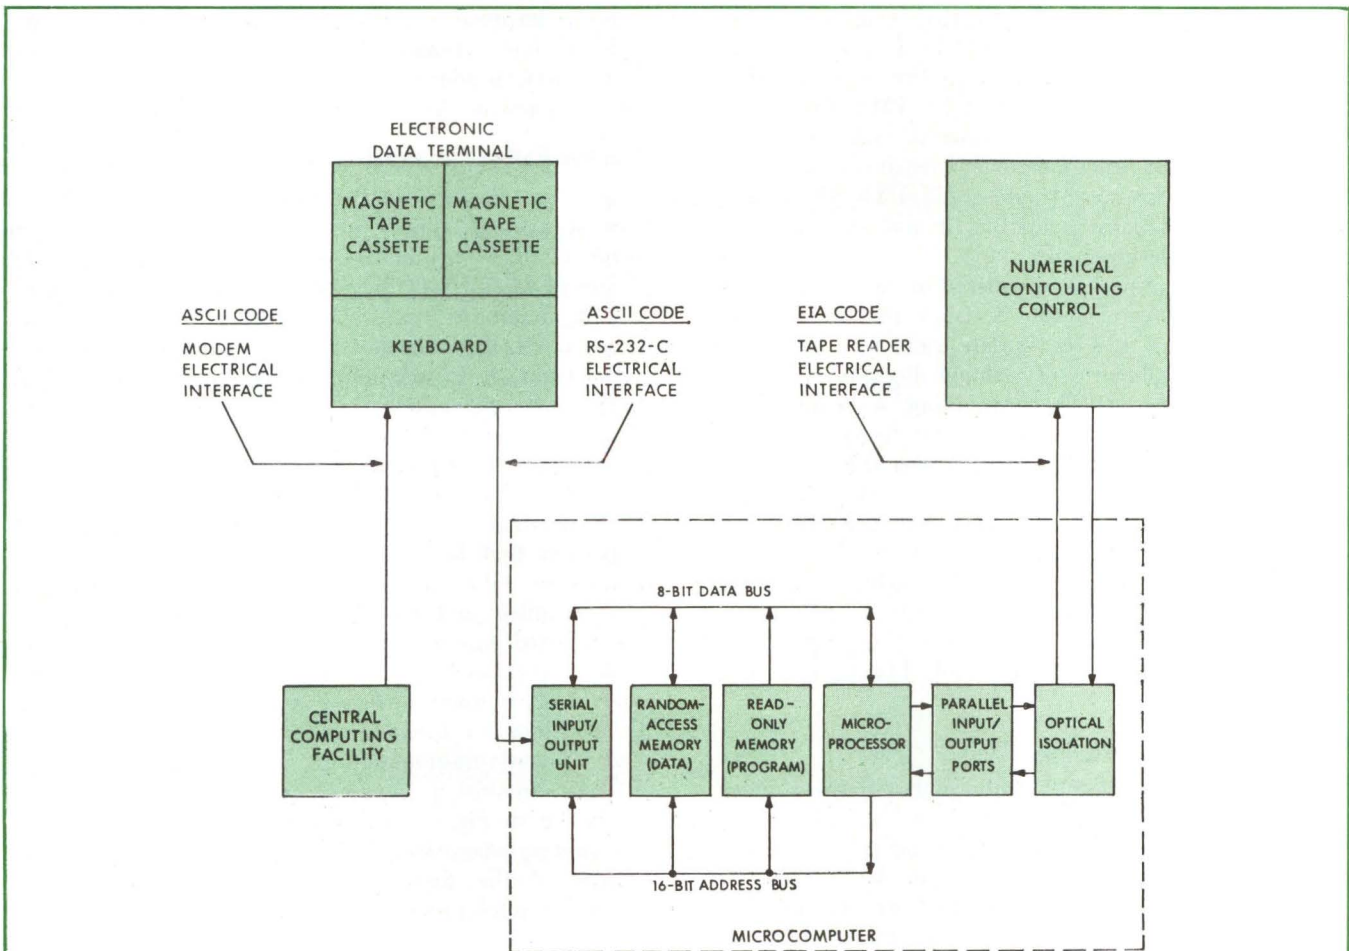 ELECTRONIC
DATA TERMINAL
MAGNETIC
TAPE
CASSETTE
MAGNETIC
TAPE
CASSETTE
KEYBOARD
NUMERICAL
CONTOURING
CONTROL
ASCII CODE
MODEM
ELECTRICAL
INTERFACE
ASCII CODE
RS-232-C
ELECTRICAL
INTERFACE
EIA CODE
TAPE READER
ELECTRICAL
INTERFACE
8-BIT DATA BUS
CENTRAL
COMPUTING
FACILITY
SERIAL
INPUT/
OUTPUT
UNIT
RANDOM-
ACCESS
MEMORY
(DATA)
READ-
ONLY
MEMORY
(PROGRAM)
MICRO-
PROCESSOR
PARALLEL
INPUT/
OUTPUT
PORTS
OPTICAL
ISOLATION
16-BIT ADDRESS BUS
MICROCOMPUTER